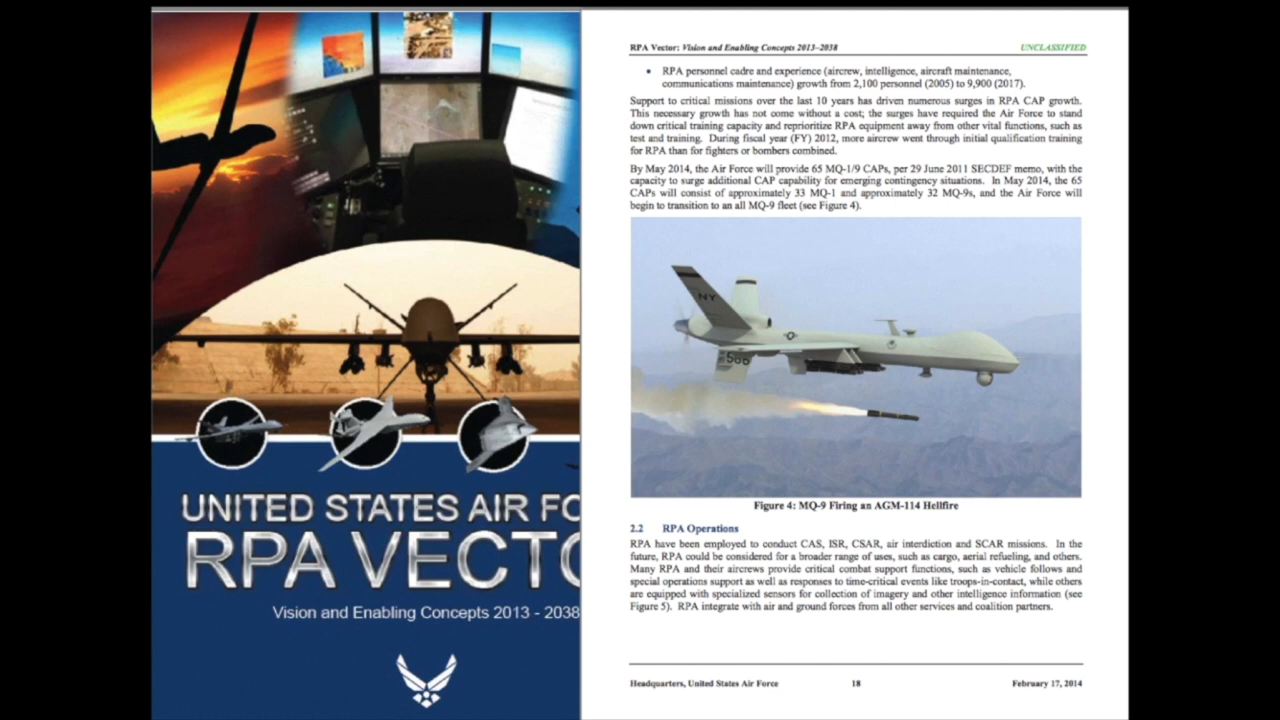 UNITED STATES AIR FO
RPA VECTO
Vision and Enabling Concepts 2013 - 2038
RPA Vector: Vision and Enabling Concepts 2013–2038 UNCLASSIFIED
• RPA personnel cadre and experience (aircrew, intelligence, aircraft maintenance,
communications maintenance) growth from 2,100 personnel (2005) to 9,900 (2017).
Support to critical missions over the last 10 years has driven numerous surges in RPA CAP growth.
This necessary growth has not come without a cost; the surges have required the Air Force to stand
down critical training capacity and reprioritize RPA equipment away from other vital functions, such as
test and training. During fiscal year (FY) 2012, more aircrew went through initial qualification training
for RPA than for fighters or bombers combined.
By May 2014, the Air Force will provide 65 MQ-1/9 CAPs, per 29 June 2011 SECDEF memo, with the
capacity to surge additional CAP capability for emerging contingency situations. In May 2014, the 65
CAPs will consist of approximately 33 MQ-1 and approximately 32 MQ-9s, and the Air Force will
begin to transition to an all MQ-9 fleet (see Figure 4).
NY
566
Figure 4: MQ-9 Firing an AGM-114 Hellfire
2.2 RPA Operations
RPA have been employed to conduct CAS, ISR, CSAR, air interdiction and SCAR missions. In the
future, RPA could be considered for a broader range of uses, such as cargo, aerial refueling, and others.
Many RPA and their aircrews provide critical combat support functions, such as vehicle follows and
special operations support as well as responses to time-critical events like troops-in-contact, while others
are equipped with specialized sensors for collection of imagery and other intelligence information (see
Figure 5). RPA integrate with air and ground forces from all other services and coalition partners.
Headquarters, United States Air Force 18 February 17, 2014